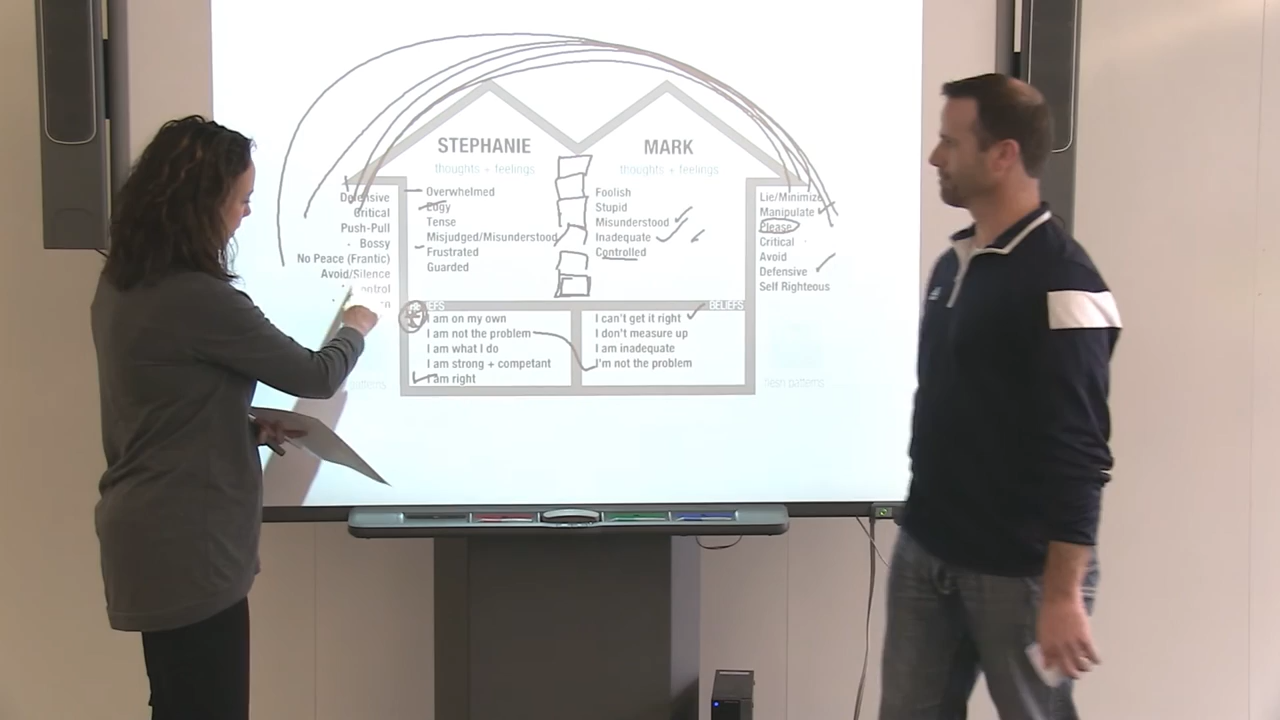 STEPHANIE
thoughts + feelings
MARK
thoughts + feelings
Defensive
Critical
Push-Pull
Bossy
No Peace (Frantic)
Avoid/Silence
Overwhelmed
Edgy
Tense
Misjudged/Misunderstood
Frustrated
Guarded
Foolish
Stupid
Misunderstood
Inadequate
Controlled
Lie/Minimize
Manipulate
Please
Critical
Avoid
Defensive
Self Righteous
I am on my own
I am not the problem
I am what I do
I am strong + competant
I am right
BELIEFS
I can't get it right
I don't measure up
I am inadequate
I'm not the problem
patterns
flesh patterns